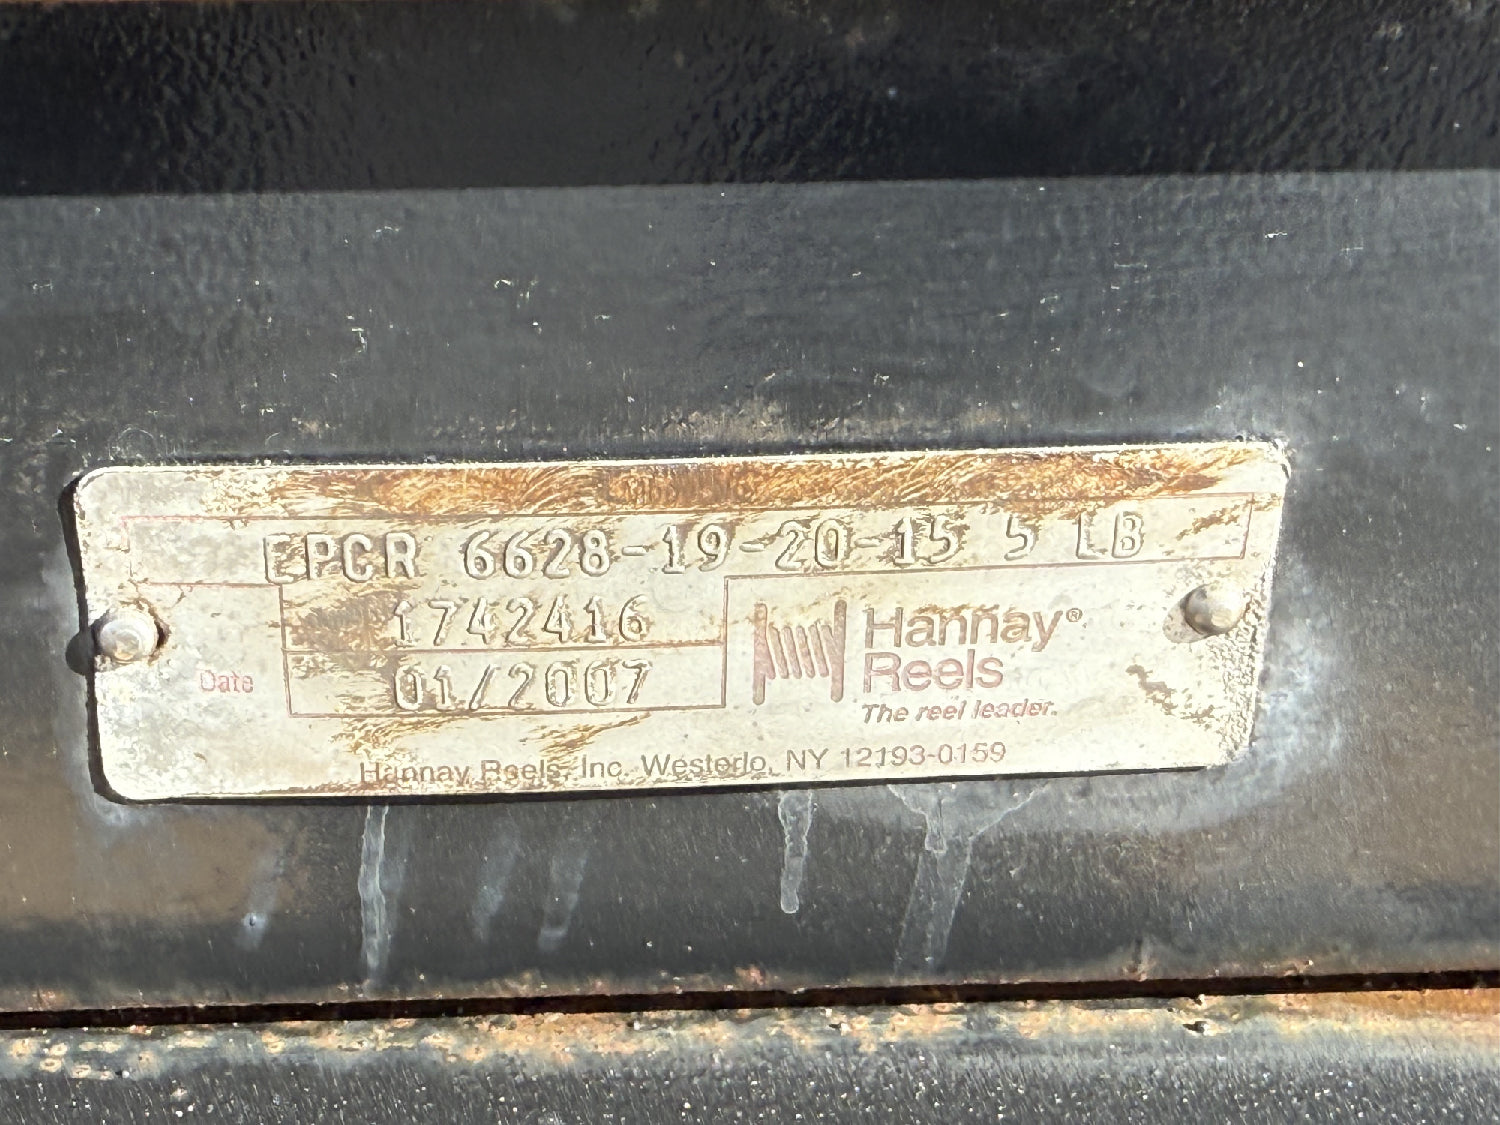 EPCR 6628-19-20-15 5 LB
1742416
Date 01/2007
Hannay®
Reels
The reel leader.
Hannay Reels, Inc. Westerlo, NY 12193-0159